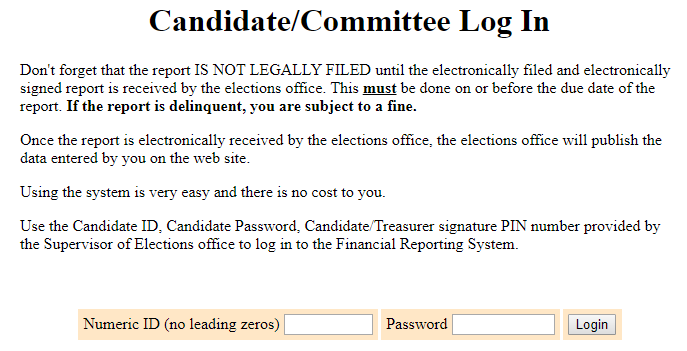 Candidate/Committee Log In
Don't forget that the report IS NOT LEGALLY FILED until the electronically filed and electronically
signed report is received by the elections office. This must be done on or before the due date of the
report. If the report is delinquent, you are subject to a fine.
Once the report is electronically received by the elections office, the elections office will publish the
data entered by you on the web site.
Using the system is very easy and there is no cost to you.
Use the Candidate ID, Candidate Password, Candidate/Treasurer signature PIN number provided by
the Supervisor of Elections office to log in to the Financial Reporting System.
Numeric ID (no leading zeros) Password Login